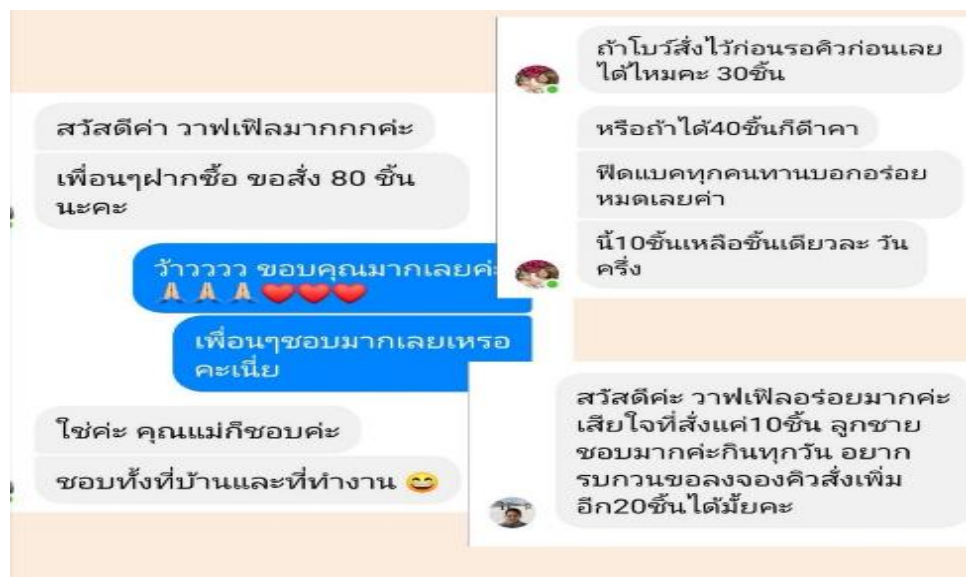 สวัสดีค่า วาฟเฟิลมากกกค่ะ
เพื่อนๆฝากซื้อ ขอสั่ง 80 ชิ้น
นะคะ
ว้าวววว ขอบคุณมากเลยค่ะ
🙏🏻🙏🏻🙏🏻❤️❤️❤️
เพื่อนๆชอบมากเลยเหรอ
คะเนี่ย
ใช่ค่ะ คุณแม่ก็ชอบค่ะ
ชอบทั้งที่บ้านและที่ทำงาน 😄
ถ้าโบว์สั่งไว้ก่อนรอคิวก่อนเลย
ได้ไหมคะ 30ชิ้น
หรือถ้าได้40ชิ้นก็ดีาคา
ฟีดแบคทุกคนทานบอกอร่อย
หมดเลยค่า
นี้10ชิ้นเหลือชิ้นเดียวละ วัน
ครึ่ง
สวัสดีค่ะ วาฟเฟิลอร่อยมากค่ะ
เสียใจที่สั่งแค่10ชิ้น ลูกชาย
ชอบมากค่ะกินทุกวัน อยาก
รบกวนขอลงจองคิวสั่งเพิ่ม
อีก20ชิ้นได้มั้ยคะ